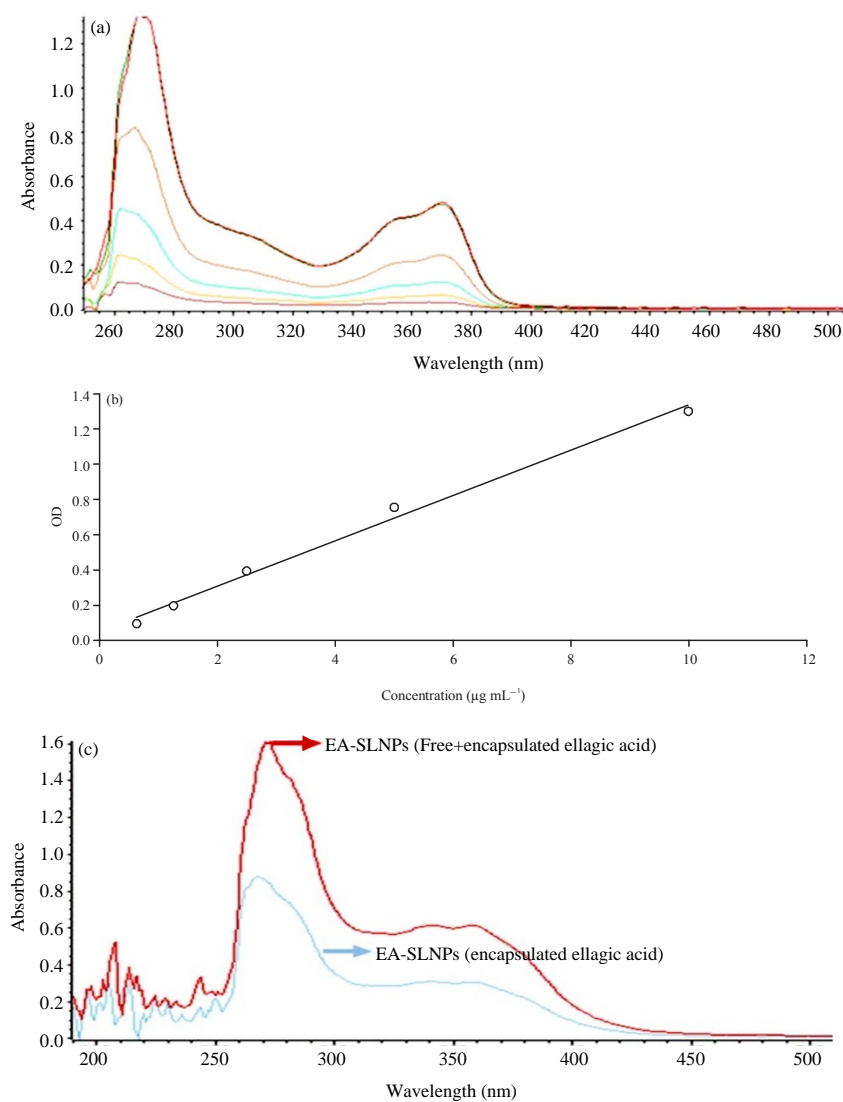 (a)
1.2
1.0
0.8
0.6
0.4
0.2
0.0
Absorbance
260 280 300 320 340 360 380 400 420 440 460 480 500
Wavelength (nm)
(b)
1.4
1.2
1.0
0.8
0.6
0.4
0.2
0.0
OD
0 2 4 6 8 10 12
Concentration (µg mL⁻¹)
(c)
1.6
1.4
1.2
1.0
0.8
0.6
0.4
0.2
0.0
Absorbance
EA-SLNPs (Free+encapsulated ellagic acid)
EA-SLNPs (encapsulated ellagic acid)
200 250 300 350 400 450 500
Wavelength (nm)